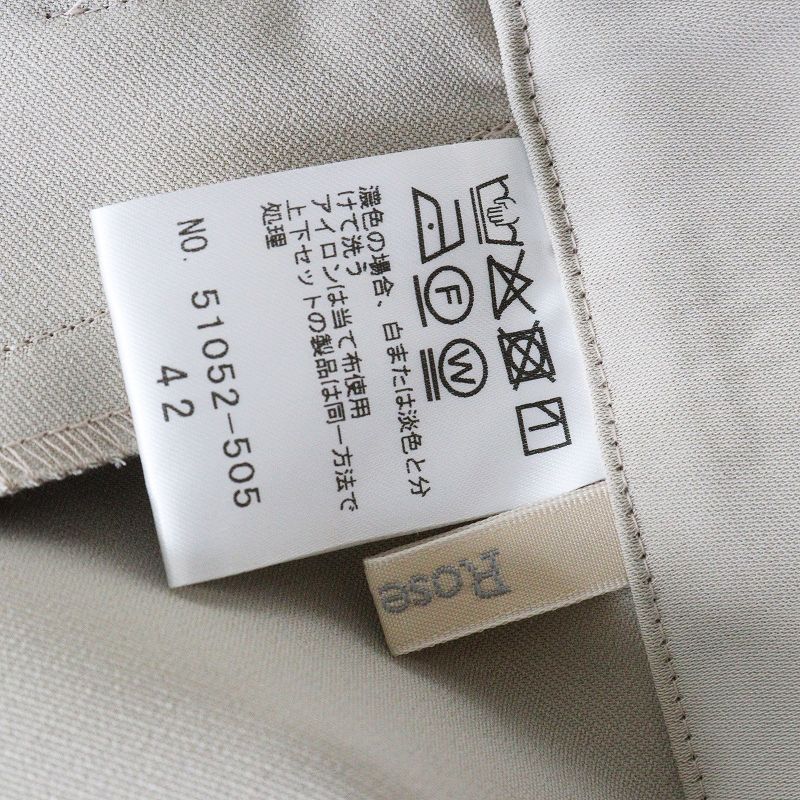 F
W
濃色の場合、白または淡色と分
けて洗う
アイロンは当て布使用
上下セットの製品は同一方法で
処理
NO. 51052-505
42
Rose